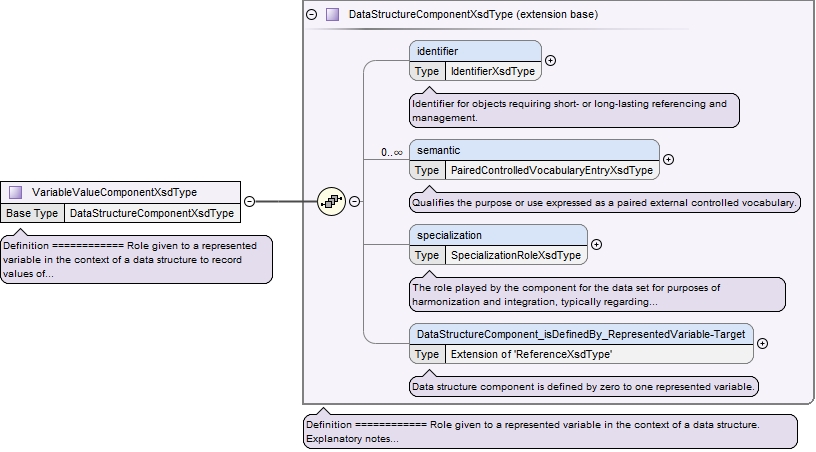 DataStructureComponentXsdType (extension base)
identifier
Type IdentifierXsdType
Identifier for objects requiring short- or long-lasting referencing and
management.
0..∞
semantic
Type PairedControlledVocabularyEntryXsdType
Qualifies the purpose or use expressed as a paired external controlled vocabulary.
VariableValueComponentXsdType
Base Type DataStructureComponentXsdType
Definition ============ Role given to a represented
variable in the context of a data structure to record
values of...
specialization
Type SpecializationRoleXsdType
The role played by the component for the data set for purposes of
harmonization and integration, typically regarding...
DataStructureComponent_isDefinedBy_RepresentedVariable-Target
Type Extension of 'ReferenceXsdType'
Data structure component is defined by zero to one represented variable.
Definition ============ Role given to a represented variable in the context of a data structure.
Explanatory notes...